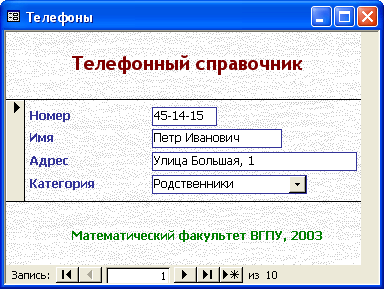 Телефоны
Телефонный справочник
Номер 45-14-15
Имя Петр Иванович
Адрес Улица Большая, 1
Категория Родственники
Математический факультет ВГПУ, 2003
Запись: 1 из 10